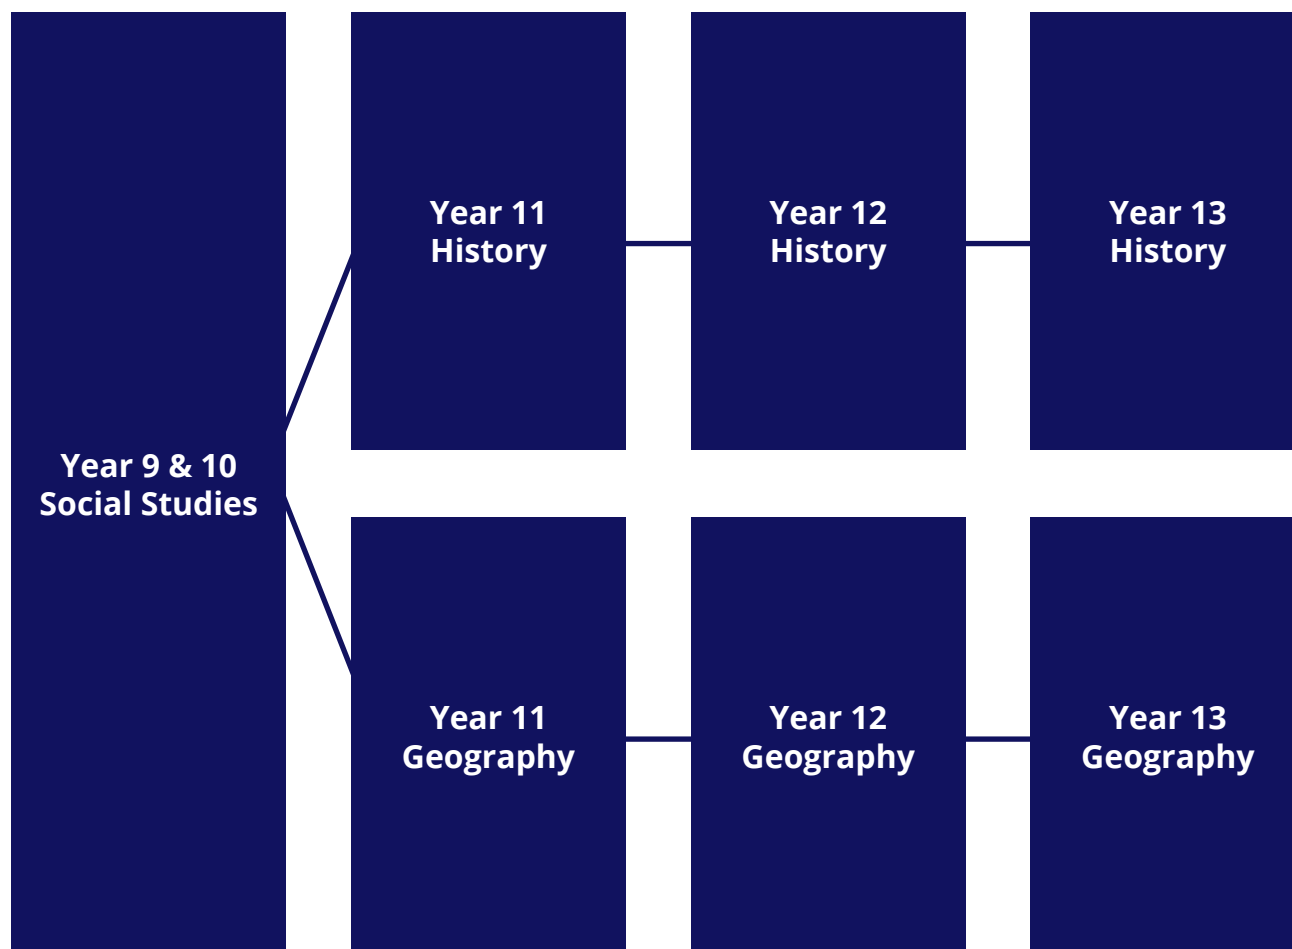 Year 9 & 10
Social Studies
Year 11
History
Year 12
History
Year 13
History
Year 11
Geography
Year 12
Geography
Year 13
Geography